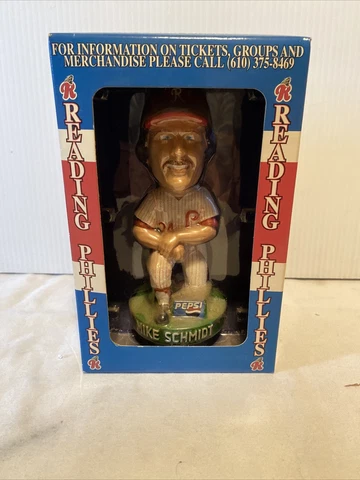 FOR INFORMATION ON TICKETS, GROUPS AND
MERCHANDISE PLEASE CALL (610) 375-8469
R
R
READING PHILLIES
READING PHILLIES
P
P
PEPSI
MIKE SCHMIDT
R
R